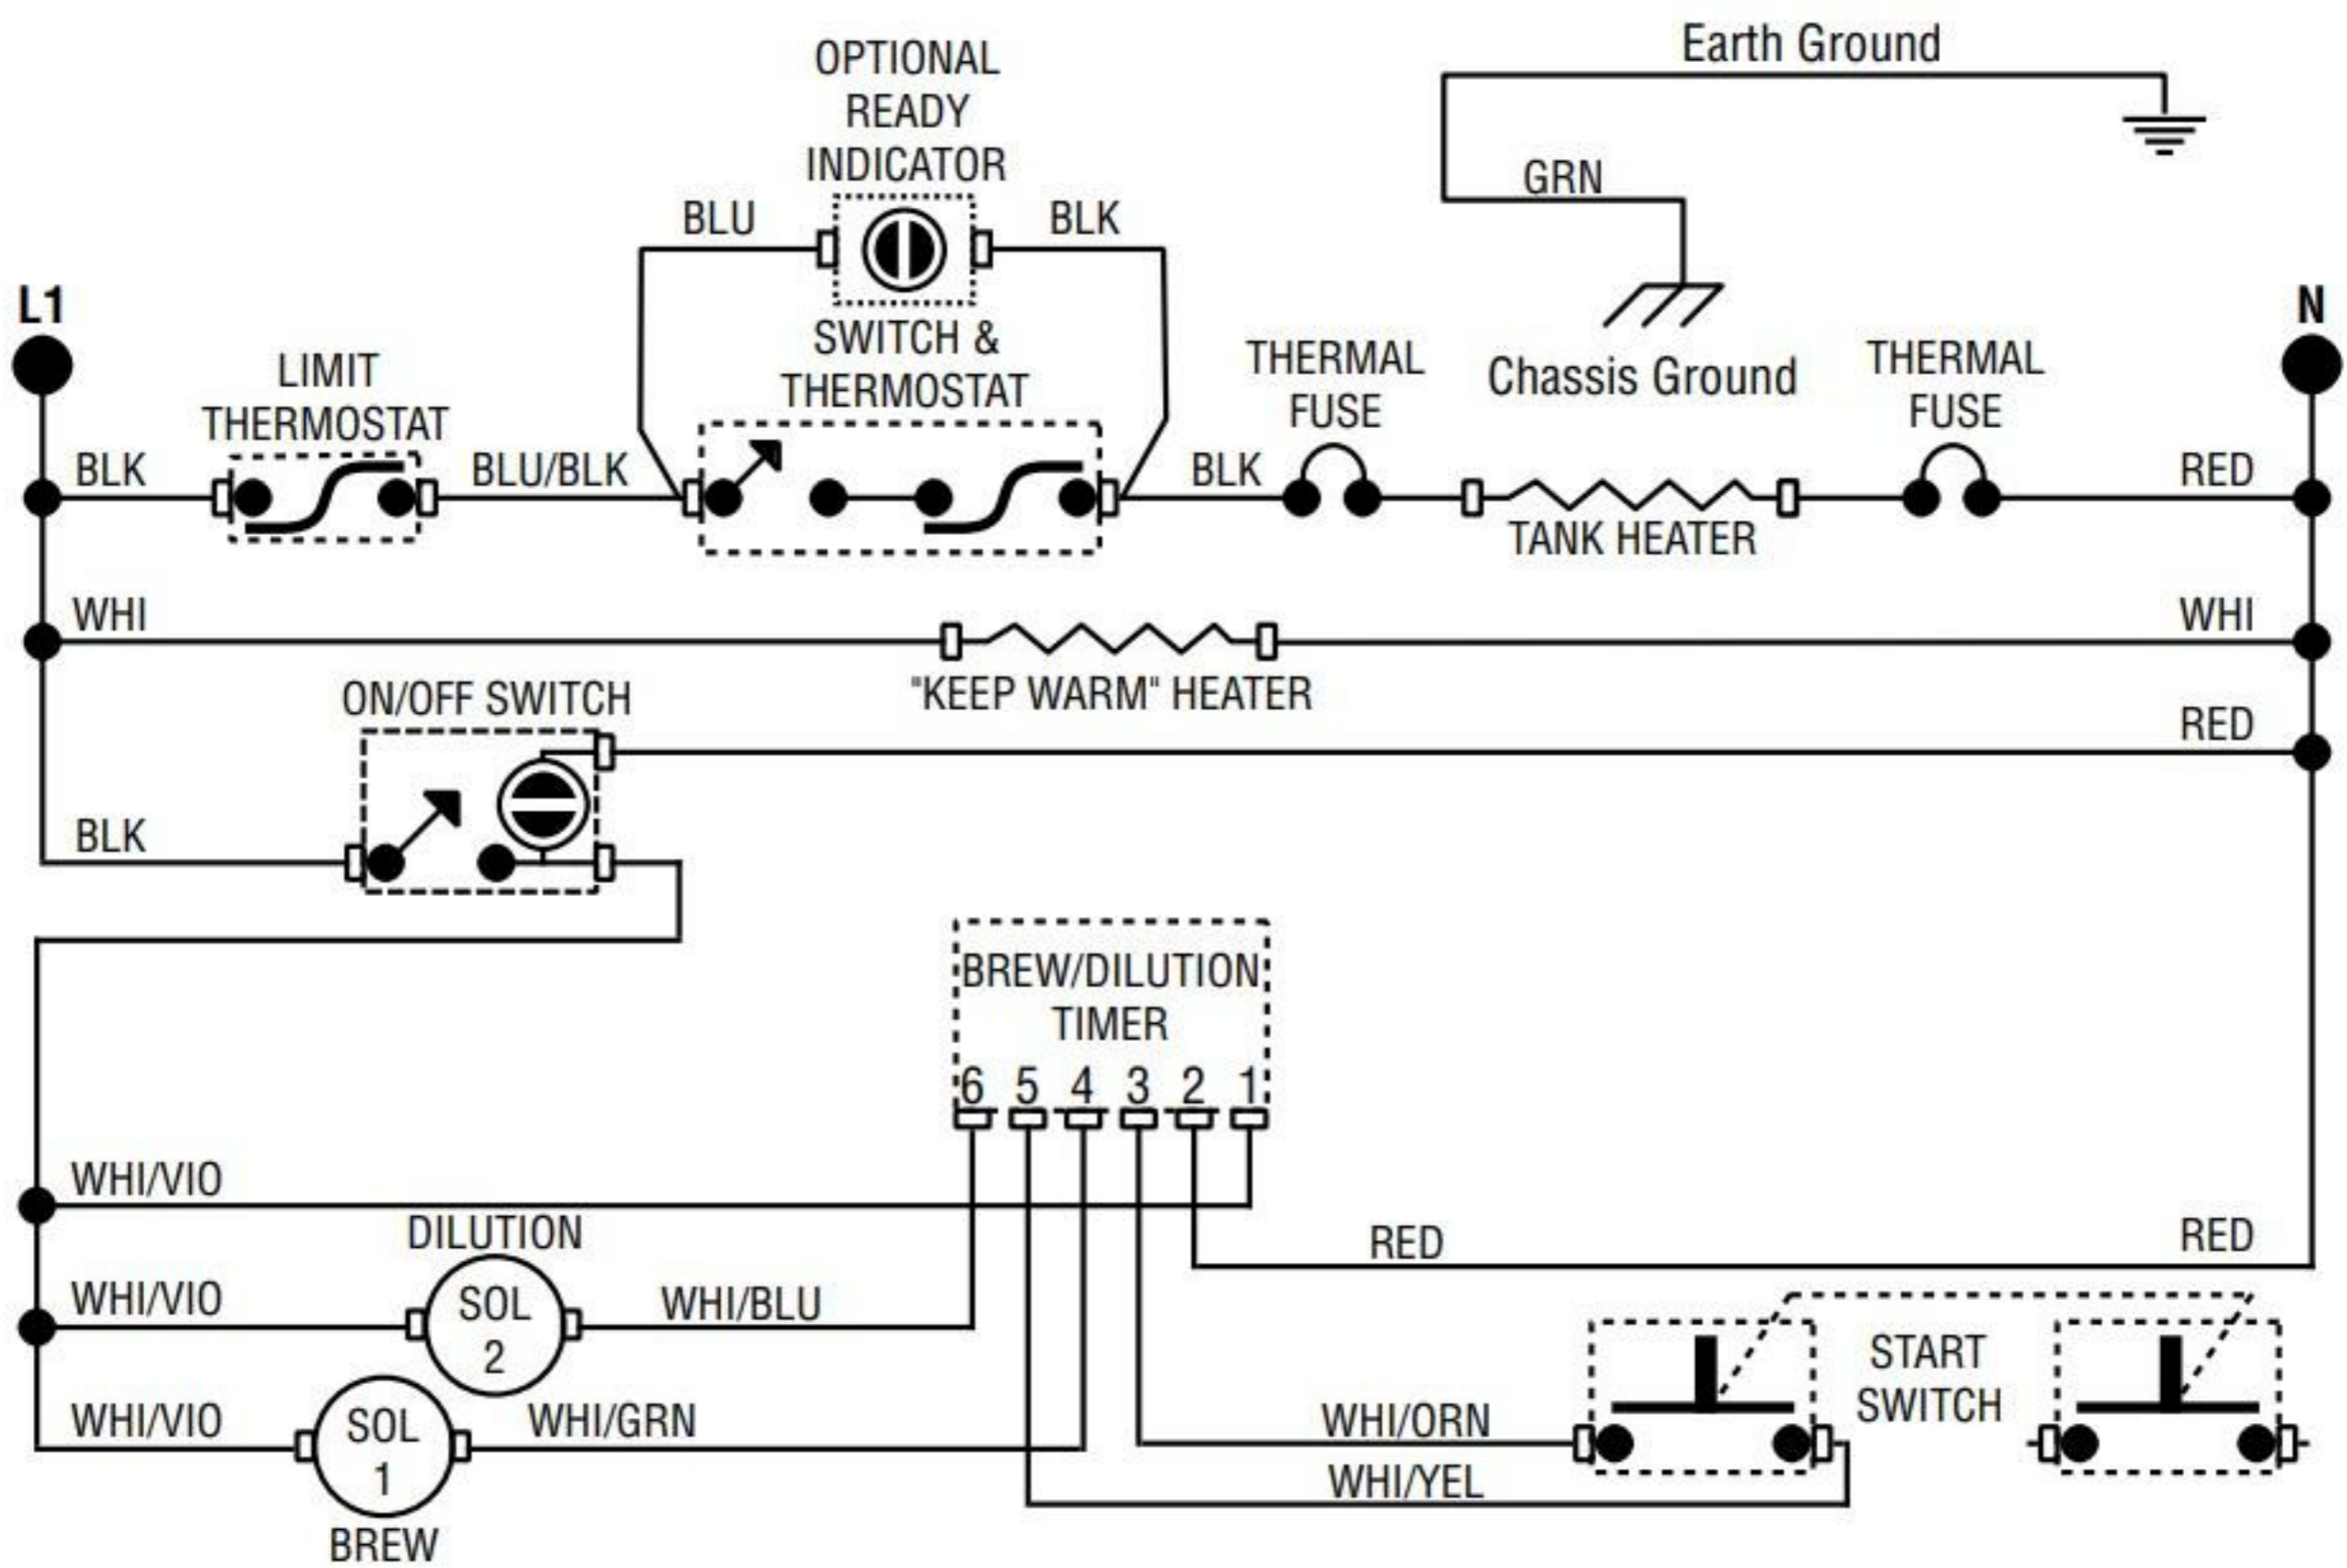 Earth Ground
OPTIONAL
READY
INDICATOR
GRN
BLU
BLK
L1
N
SWITCH &
THERMOSTAT
LIMIT
THERMOSTAT
THERMAL
FUSE
Chassis Ground
THERMAL
FUSE
BLK
BLU/BLK
BLK
RED
TANK HEATER
WHI
WHI
"KEEP WARM" HEATER
ON/OFF SWITCH
RED
BLK
BREW/DILUTION
TIMER
6 5 4 3 2 1
WHI/VIO
DILUTION
RED
RED
WHI/VIO
SOL
2
WHI/BLU
START
SWITCH
WHI/VIO
SOL
1
WHI/GRN
WHI/ORN
WHI/YEL
BREW